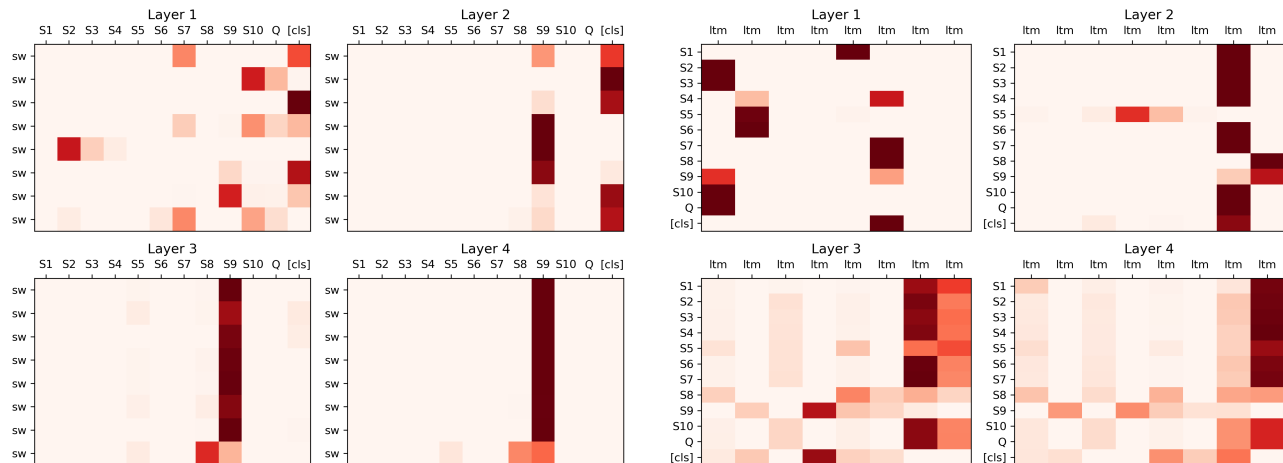 Layer 1
S1 S2 S3 S4 S5 S6 S7 S8 S9 S10 Q [cls]
sw
sw
sw
sw
sw
sw
sw
sw
Layer 2
S1 S2 S3 S4 S5 S6 S7 S8 S9 S10 Q [cls]
sw
sw
sw
sw
sw
sw
sw
sw
Layer 1
ltm ltm ltm ltm ltm ltm ltm ltm
S1
S2
S3
S4
S5
S6
S7
S8
S9
S10
Q
[cls]
Layer 2
ltm ltm ltm ltm ltm ltm ltm ltm
S1
S2
S3
S4
S5
S6
S7
S8
S9
S10
Q
[cls]
Layer 3
S1 S2 S3 S4 S5 S6 S7 S8 S9 S10 Q [cls]
sw
sw
sw
sw
sw
sw
sw
sw
Layer 4
S1 S2 S3 S4 S5 S6 S7 S8 S9 S10 Q [cls]
sw
sw
sw
sw
sw
sw
sw
sw
Layer 3
ltm ltm ltm ltm ltm ltm ltm ltm
S1
S2
S3
S4
S5
S6
S7
S8
S9
S10
Q
[cls]
Layer 4
ltm ltm ltm ltm ltm ltm ltm ltm
S1
S2
S3
S4
S5
S6
S7
S8
S9
S10
Q
[cls]